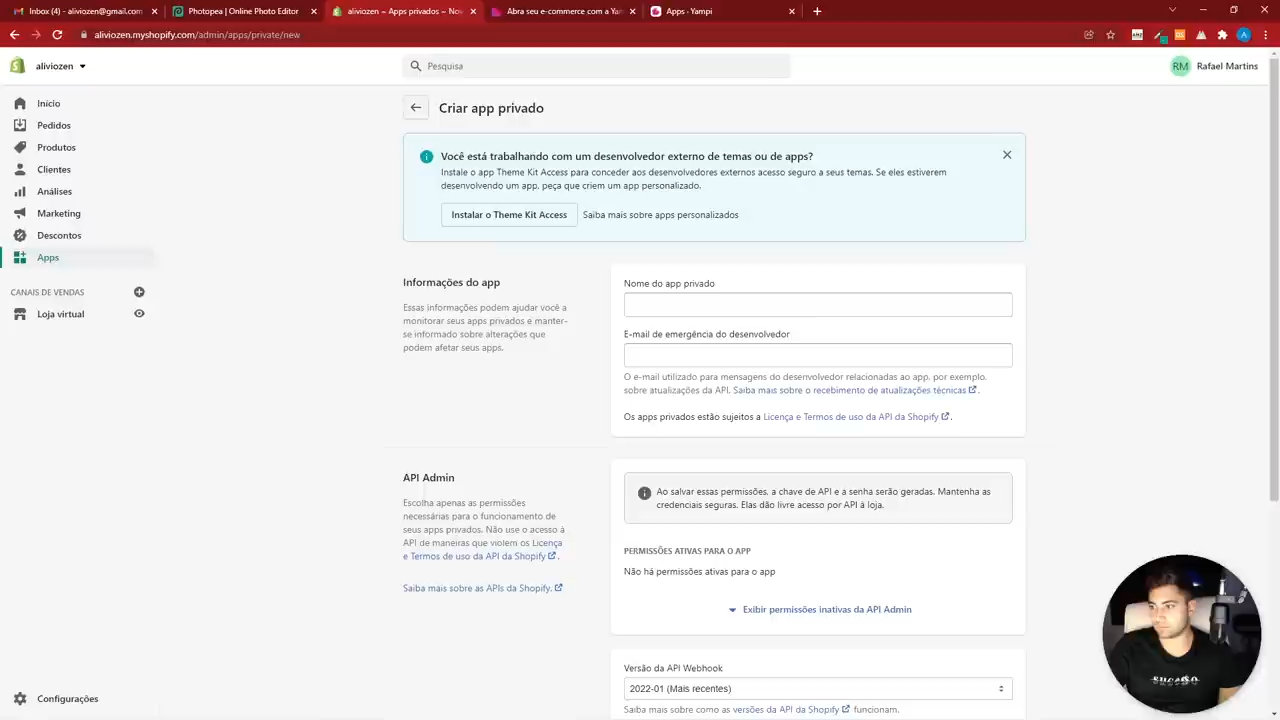 Inbox (4) - aliviozen@gmail.com
Photopea | Online Photo Editor
aliviozen ~ Apps privados ~ No
Abra seu e-commerce com a Yam
Apps - Yampi
aliviozen.myshopify.com/admin/apps/private/new
aliviozen
Pesquisa
RM Rafael Martins
Início
Pedidos
Produtos
Clientes
Análises
Marketing
Descontos
Apps
CANAIS DE VENDAS
Loja virtual
Configurações
Criar app privado
Você está trabalhando com um desenvolvedor externo de temas ou de apps?
Instale o app Theme Kit Access para conceder aos desenvolvedores externos acesso seguro a seus temas. Se eles estiverem
desenvolvendo um app, peça que criem um app personalizado.
Instalar o Theme Kit Access Saiba mais sobre apps personalizados
Informações do app
Essas informações podem ajudar você a
monitorar seus apps privados e manter-
se informado sobre alterações que
podem afetar seus apps.
Nome do app privado
E-mail de emergência do desenvolvedor
O e-mail utilizado para mensagens do desenvolvedor relacionadas ao app, por exemplo,
sobre atualizações da API. Saiba mais sobre o recebimento de atualizações técnicas.
Os apps privados estão sujeitos a Licença e Termos de uso da API da Shopify.
API Admin
Escolha apenas as permissões
necessárias para o funcionamento de
seus apps privados. Não use o acesso à
API de maneiras que violem os Licença
e Termos de uso da API da Shopify.
Saiba mais sobre as APIs da Shopify.
Ao salvar essas permissões, a chave de API e a senha serão geradas. Mantenha as
credenciais seguras. Elas dão livre acesso por API à loja.
PERMISSÕES ATIVAS PARA O APP
Não há permissões ativas para o app
Exibir permissões inativas da API Admin
Versão da API Webhook
2022-01 (Mais recentes)
Saiba mais sobre como as versões da API da Shopify funcionam.